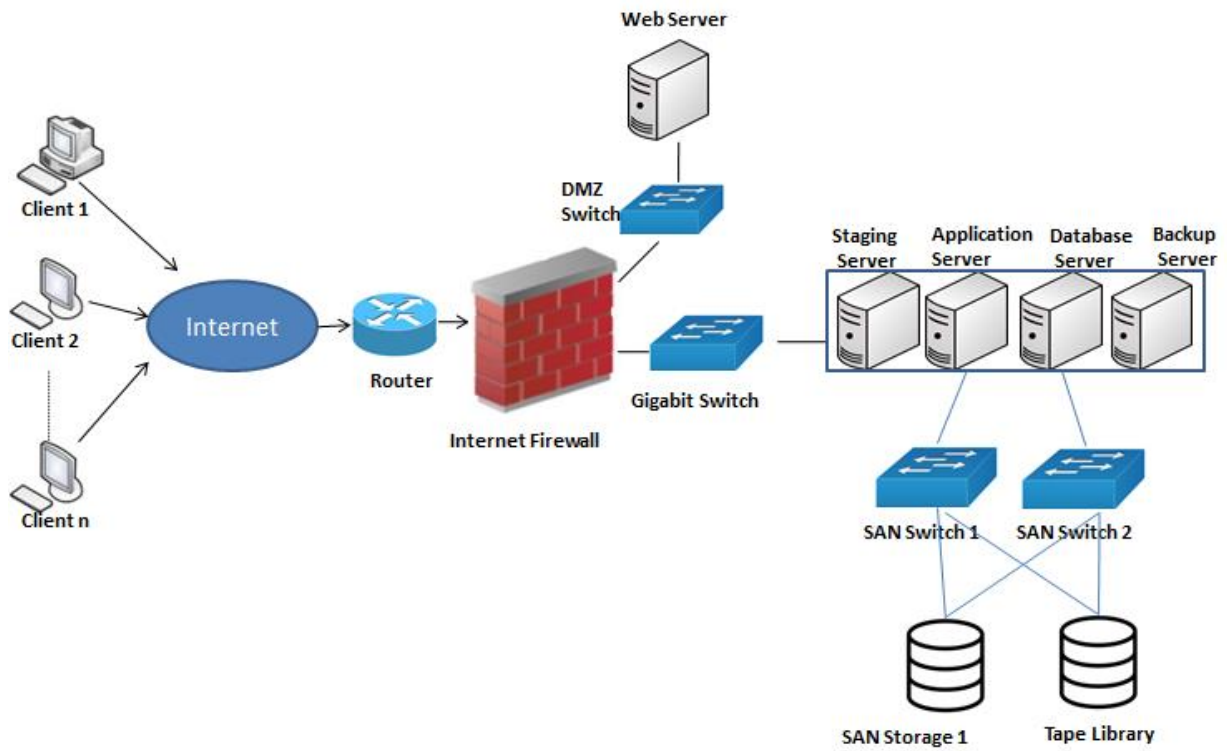 Web Server
Client 1
DMZ
Switch
Staging
Server
Application
Server
Database
Server
Backup
Server
Client 2
Internet
Router
Internet Firewall
Gigabit Switch
Client n
SAN Switch 1
SAN Switch 2
SAN Storage 1
Tape Library